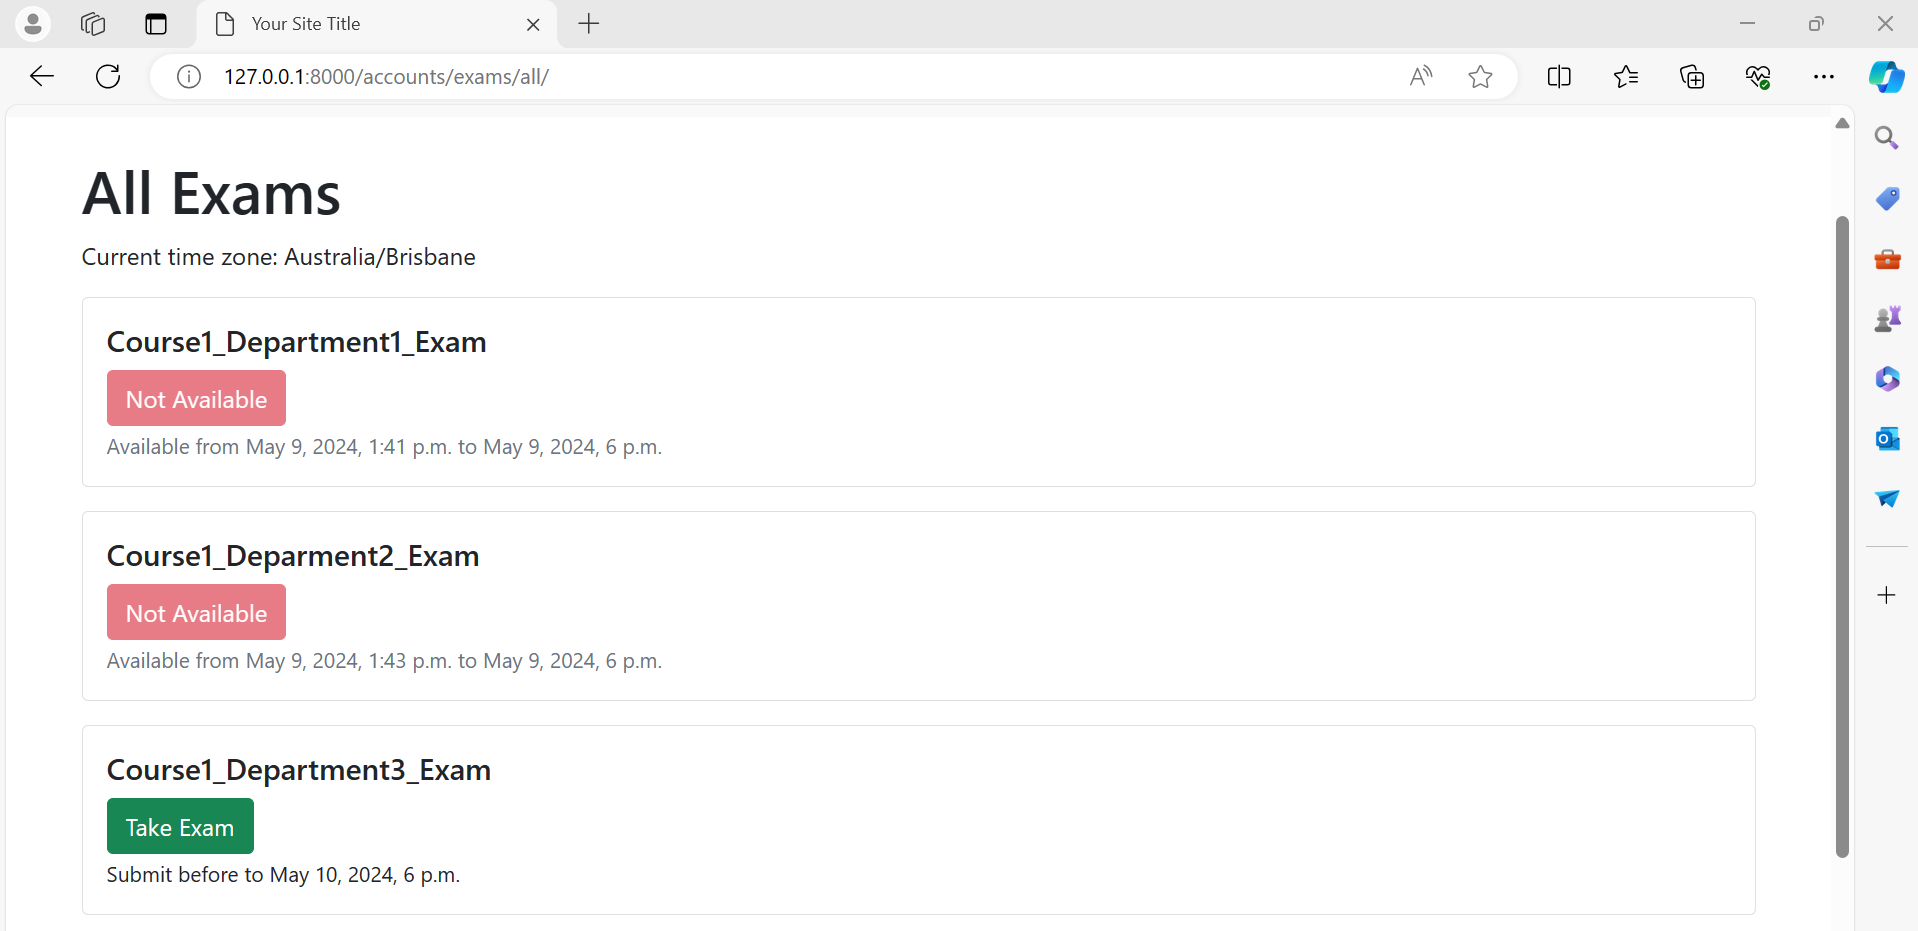 Your Site Title
127.0.0.1:8000/accounts/exams/all/
All Exams
Current time zone: Australia/Brisbane
Course1_Department1_Exam
Not Available
Available from May 9, 2024, 1:41 p.m. to May 9, 2024, 6 p.m.
Course1_Deparment2_Exam
Not Available
Available from May 9, 2024, 1:43 p.m. to May 9, 2024, 6 p.m.
Course1_Department3_Exam
Take Exam
Submit before to May 10, 2024, 6 p.m.